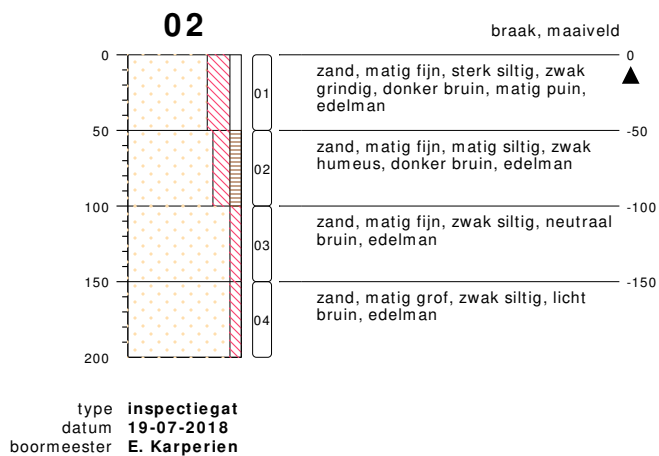 02
braak, maaiveld
0
0
zand, matig fijn, sterk siltig, zwak
grindig, donker bruin, matig puin,
edelman
01
50
-50
zand, matig fijn, matig siltig, zwak
humeus, donker bruin, edelman
02
100
-100
zand, matig fijn, zwak siltig, neutraal
bruin, edelman
03
150
-150
zand, matig grof, zwak siltig, licht
bruin, edelman
04
200
type inspectiegat
datum 19-07-2018
boormeester E. Karperien